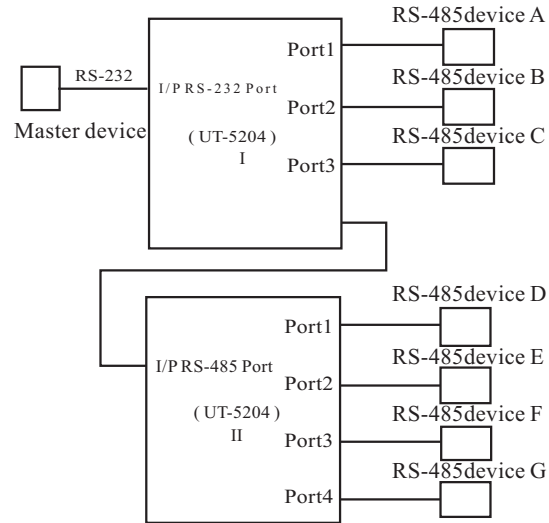 RS-485device A
Port1
RS-232
RS-485device B
I/P RS-232 Port
Port2
Master device
RS-485device C
( UT-5204 )
I
Port3
RS-485device D
Port1
RS-485device E
I/P RS-485 Port
Port2
RS-485device F
( UT-5204 )
II
Port3
RS-485device G
Port4